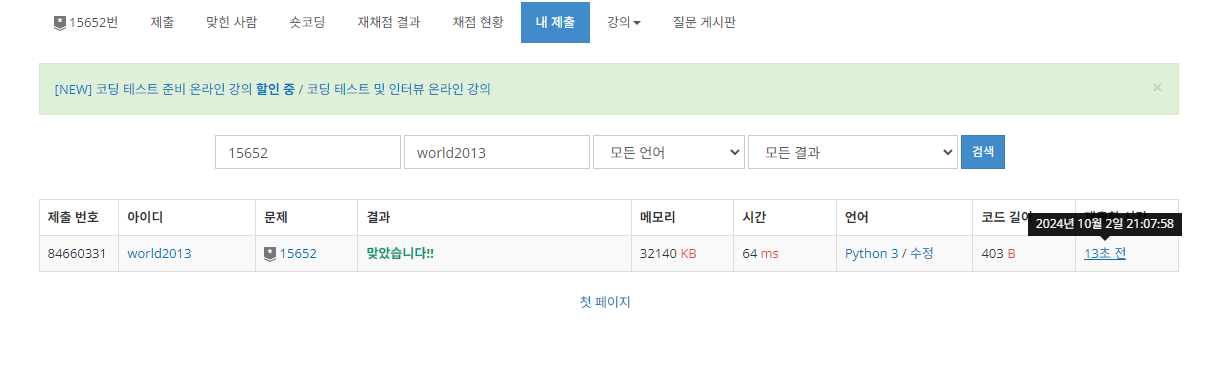 15652번 제출 맞힌 사람 숏코딩 재채점 결과 채점 현황 내 제출 강의 질문 게시판
[NEW] 코딩 테스트 준비 온라인 강의 할인 중 / 코딩 테스트 및 인터뷰 온라인 강의 ×
15652 world2013 모든 언어 모든 결과 검색
제출 번호 아이디 문제 결과 메모리 시간 언어 코드 길이
2024년 10월 2일 21:07:58
84660331 world2013 15652 맞았습니다!! 32140 KB 64 ms Python 3 / 수정 403 B 13초 전
첫 페이지